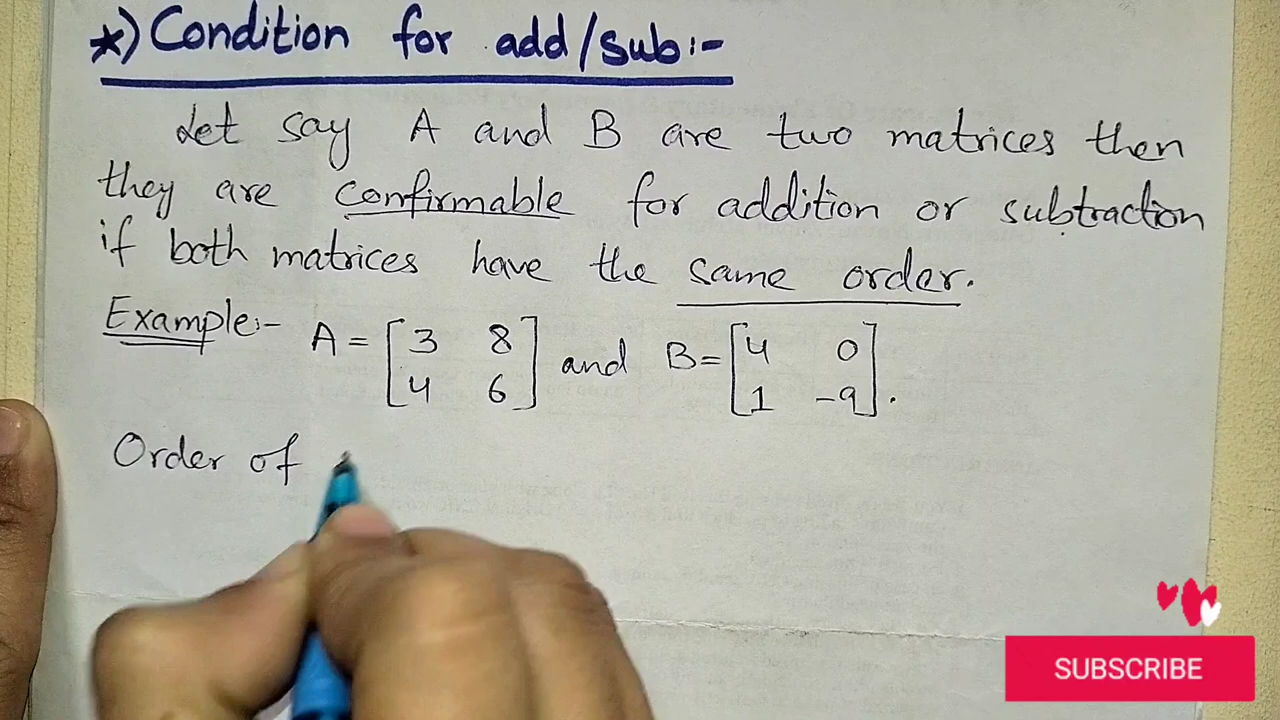 *) Condition for add/sub:-
Let say A and B are two matrices then
they are confirmable for addition or subtraction
if both matrices have the same order.
Example:- A = [3 8 4 6] and B = [4 0 1 -9].
Order of
SUBSCRIBE